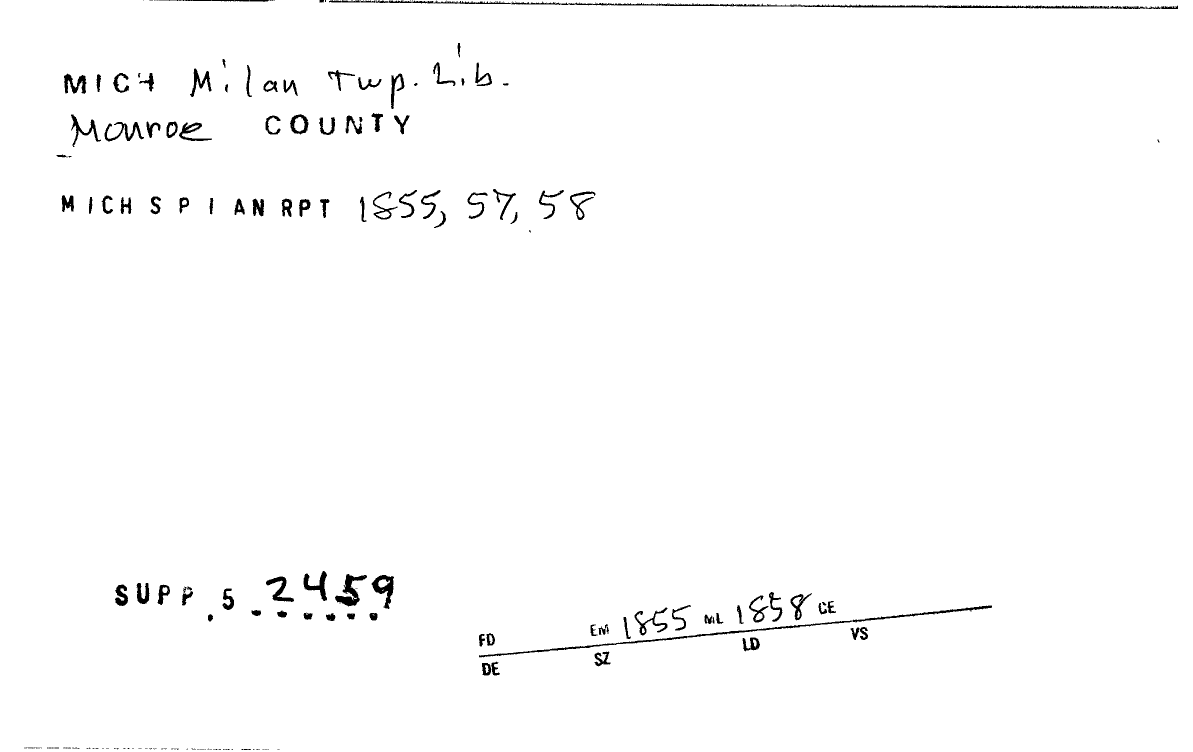 MICH Milan Twp. Lib.
Monroe COUNTY
MICH S P I AN RPT 1855, 57, 58
SUPP. 5 2459
FD EM 1855 ML 1858 CE
DE SZ LD VS